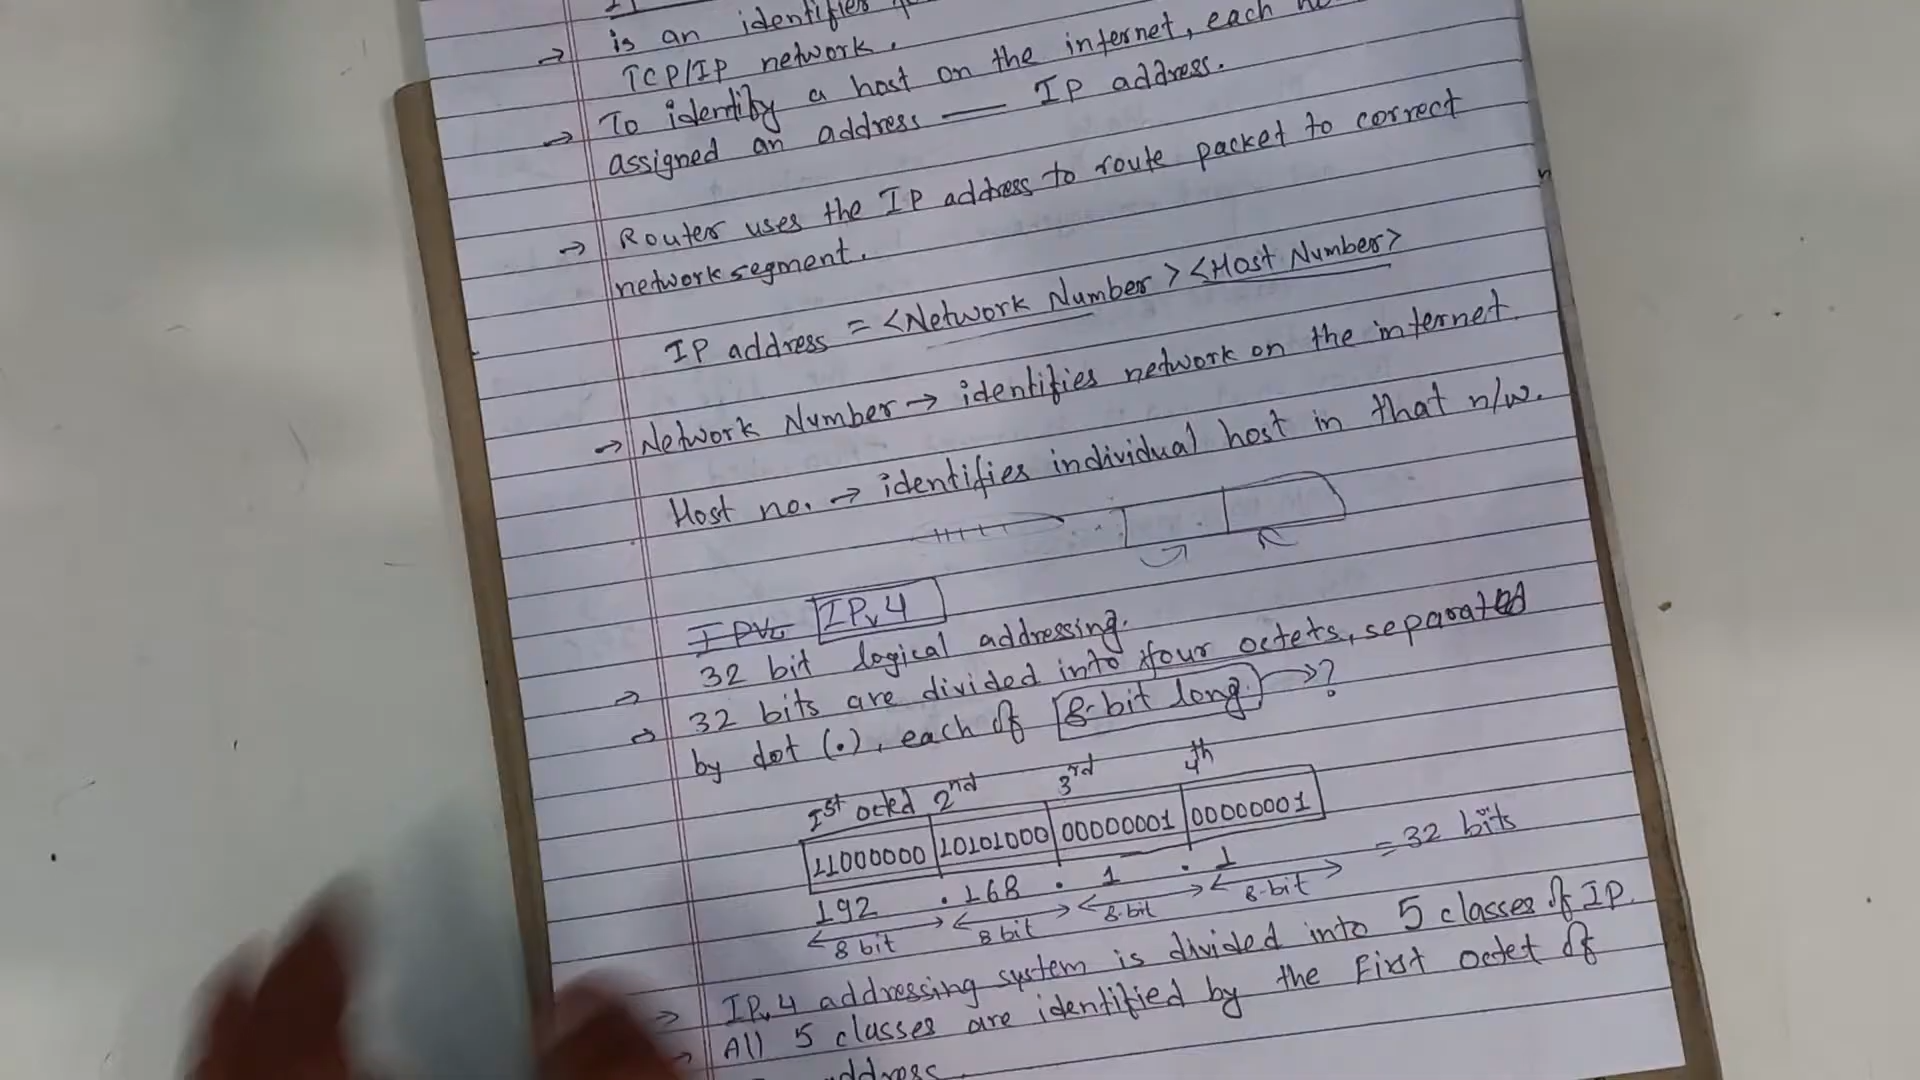 is an identifier
→ TCP/IP network.
To identify a host on the internet, each
→ assigned an address — IP address.
→ Router uses the IP address to route packet to correct
network segment.
IP address = <Network Number> <Host Number>
→ Network Number → identifies network on the internet.
Host no. → identifies individual host in that n/w.
IPv4
→ 32 bit logical addressing.
→ 32 bits are divided into four octets, separated
by dot (.), each of 8-bit long. → ?
Ist octed 2nd 3rd 4th
11000000 10101000 00000001 00000001
192 . 168 . 1 . 1 = 32 bits
8 bit 8 bit 8-bit 8-bit
→ IPv4 addressing system is divided into 5 classes of IP.
→ All 5 classes are identified by the First octet of
address.